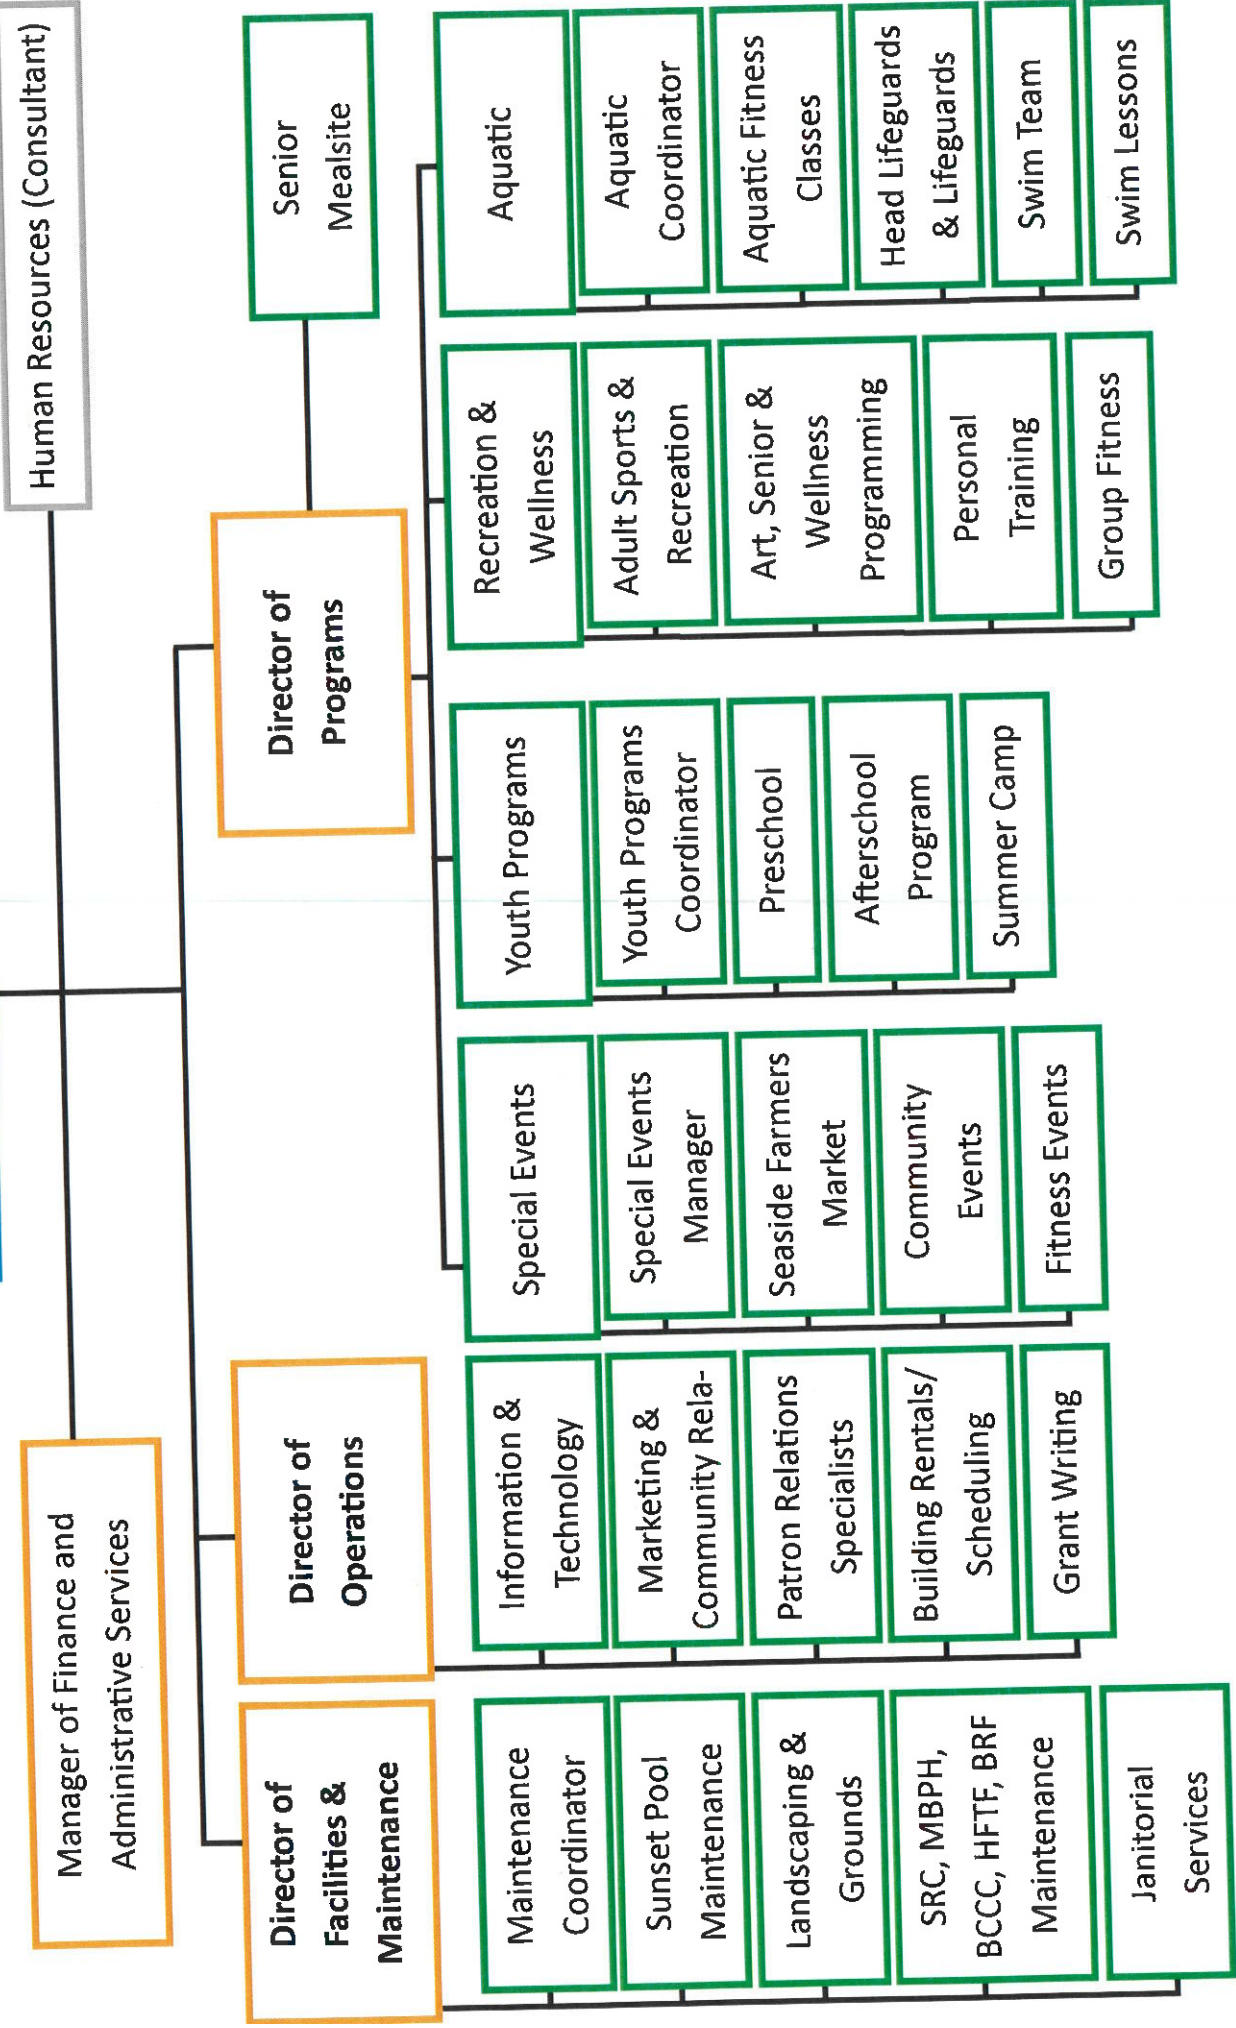 Human Resources (Consultant)
Manager of Finance and
Administrative Services
Senior
Mealsite
Director of
Facilities &
Maintenance
Director of
Operations
Director of
Programs
Maintenance
Coordinator
Sunset Pool
Maintenance
Landscaping &
Grounds
SRC, MBPH,
BCCC, HFTF, BRF
Maintenance
Janitorial
Services
Information &
Technology
Marketing &
Community Rela-
Patron Relations
Specialists
Building Rentals/
Scheduling
Grant Writing
Special Events
Special Events
Manager
Seaside Farmers
Market
Community
Events
Fitness Events
Youth Programs
Youth Programs
Coordinator
Preschool
Afterschool
Program
Summer Camp
Recreation &
Wellness
Adult Sports &
Recreation
Art, Senior &
Wellness
Programming
Personal
Training
Group Fitness
Aquatic
Aquatic
Coordinator
Aquatic Fitness
Classes
Head Lifeguards
& Lifeguards
Swim Team
Swim Lessons